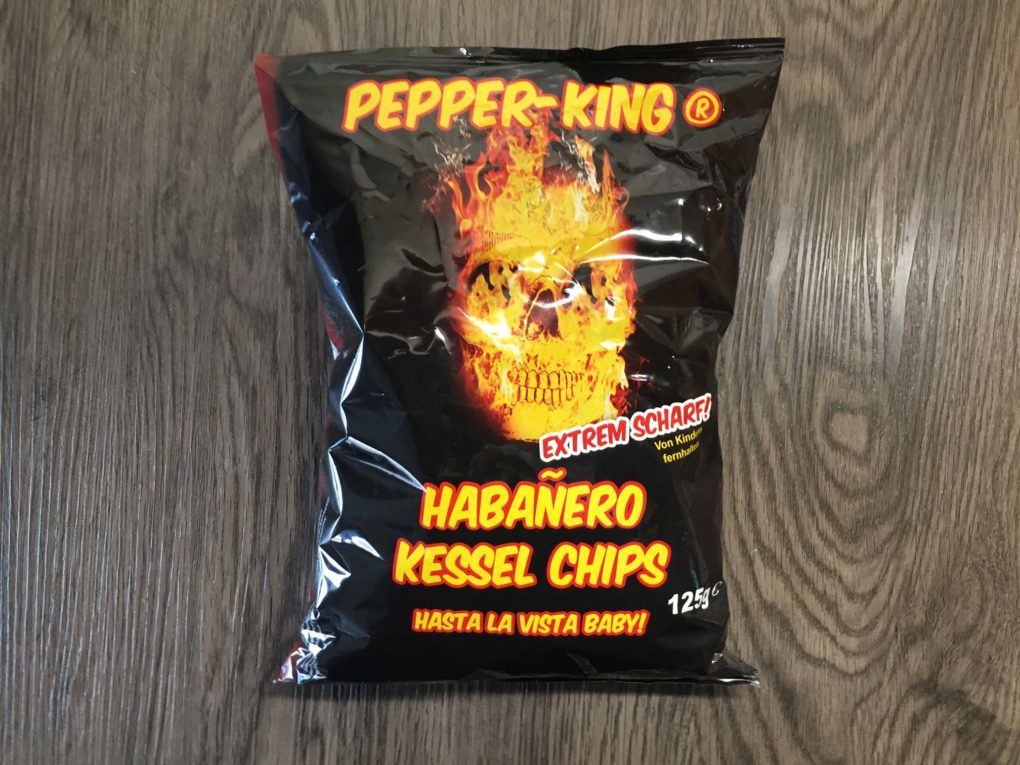 PEPPER-KING ®
EXTREM SCHARF!
Von Kindern
fernhalten
HABAÑERO
KESSEL CHIPS
125g ℮
HASTA LA VISTA BABY!